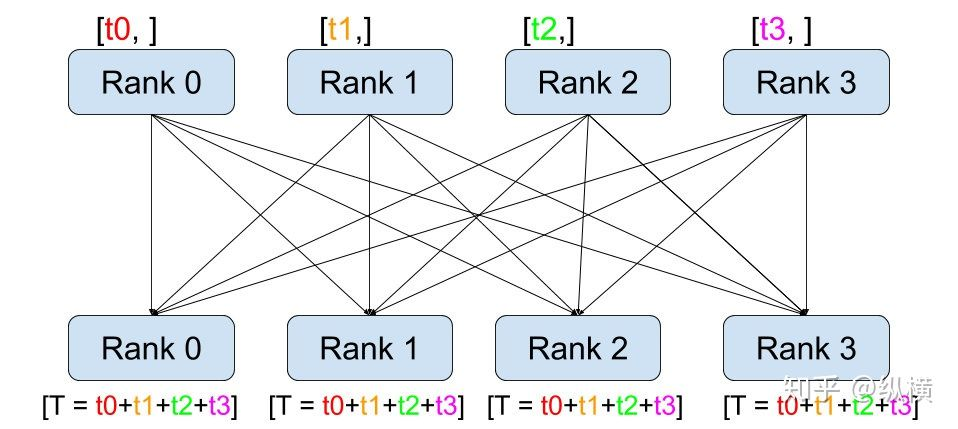 [t0, ] [t1,] [t2,] [t3, ]
Rank 0 Rank 1 Rank 2 Rank 3
Rank 0 Rank 1 Rank 2 Rank 3
[T = t0+t1+t2+t3] [T = t0+t1+t2+t3] [T = t0+t1+t2+t3] [T = t0+t1+t2+t3]
知乎 @纵横